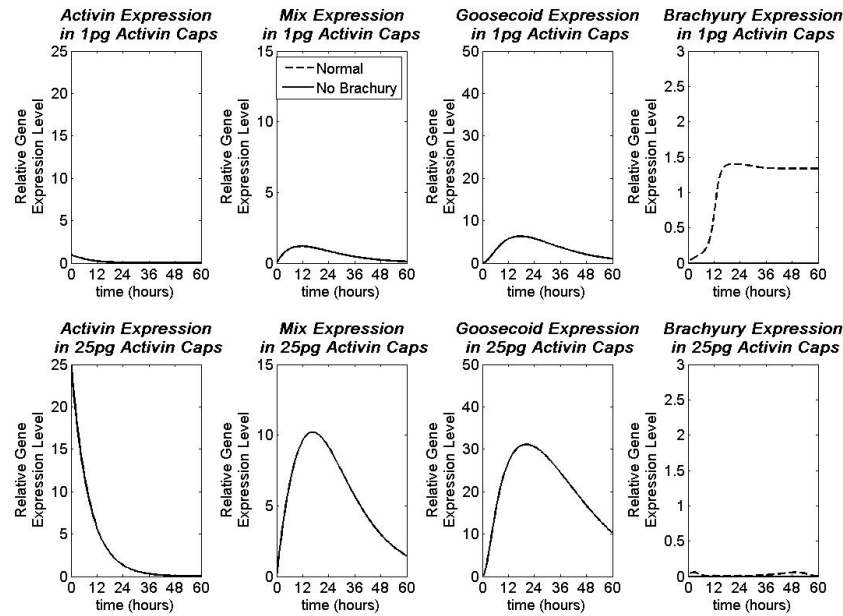 Activin Expression
in 1pg Activin Caps
Mix Expression
in 1pg Activin Caps
Goosecoid Expression
in 1pg Activin Caps
Brachyury Expression
in 1pg Activin Caps
Relative Gene
Expression Level
25
20
15
10
5
0
0 12 24 36 48 60
time (hours)
Relative Gene
Expression Level
15
10
5
0
Normal
No Brachury
0 12 24 36 48 60
time (hours)
Relative Gene
Expression Level
50
40
30
20
10
0
0 12 24 36 48 60
time (hours)
Relative Gene
Expression Level
3
2.5
2
1.5
1
0.5
0
0 12 24 36 48 60
time (hours)
Activin Expression
in 25pg Activin Caps
Mix Expression
in 25pg Activin Caps
Goosecoid Expression
in 25pg Activin Caps
Brachyury Expression
in 25pg Activin Caps
Relative Gene
Expression Level
25
20
15
10
5
0
0 12 24 36 48 60
time (hours)
Relative Gene
Expression Level
15
10
5
0
0 12 24 36 48 60
time (hours)
Relative Gene
Expression Level
50
40
30
20
10
0
0 12 24 36 48 60
time (hours)
Relative Gene
Expression Level
3
2.5
2
1.5
1
0.5
0
0 12 24 36 48 60
time (hours)